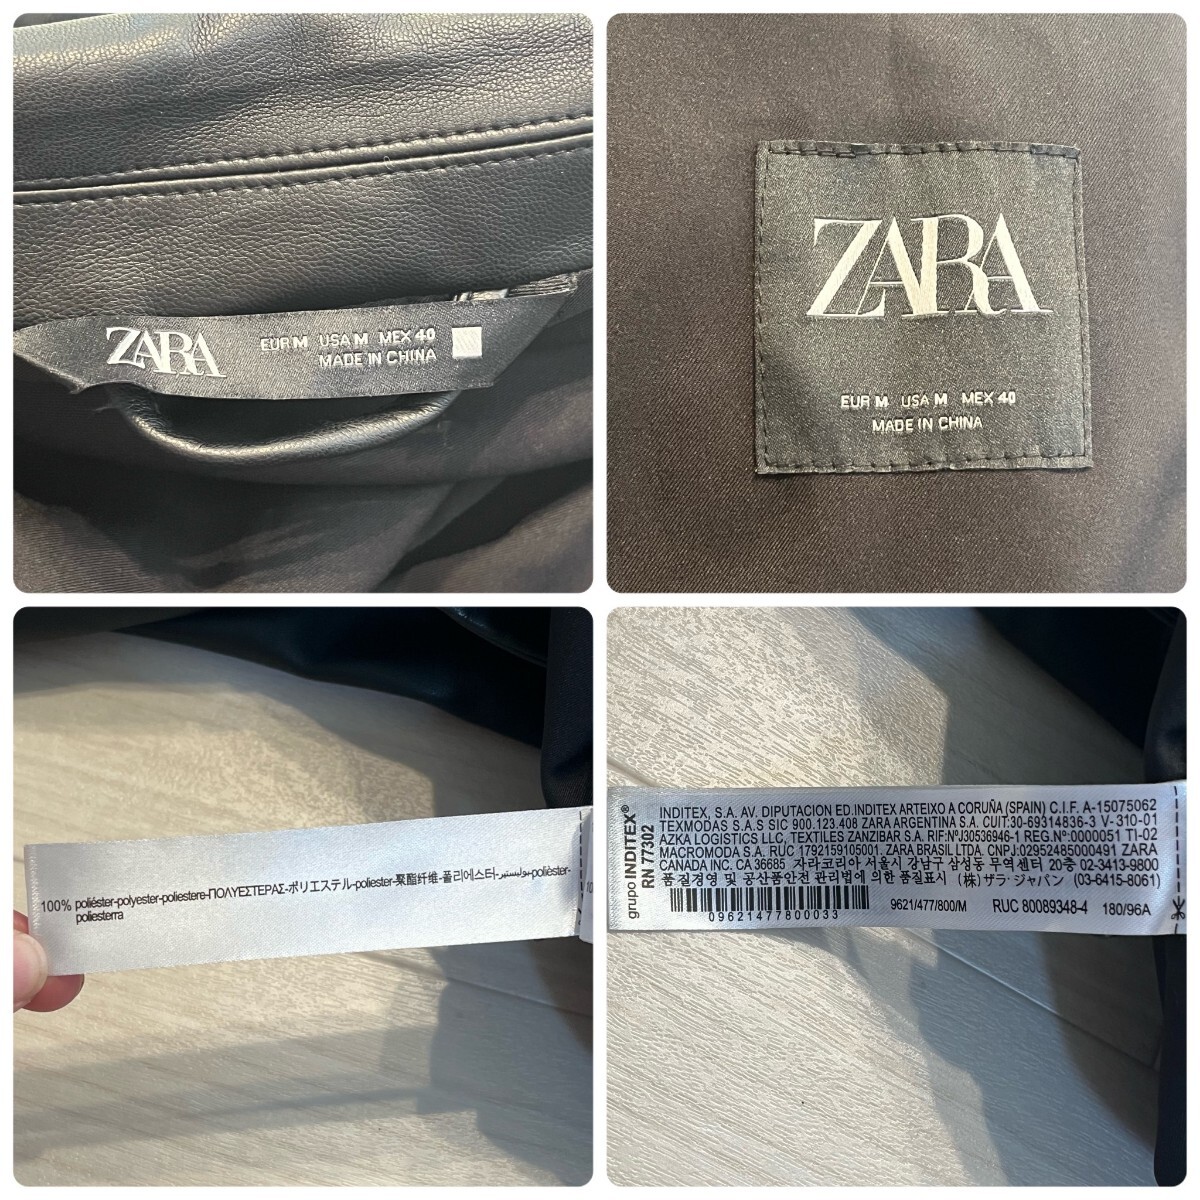 ZARA
EUR M USA M MEX 40
MADE IN CHINA
ZARA
EUR M USA M MEX 40
MADE IN CHINA
100% poliéster-polyester-poliestere-ΠΟΛΥΕΣΤΕΡΑΣ-ポリエステル-poliester-聚酯纤维-폴리에스터-بوليستير-polièster-
poliesterra
grupo INDITEX®
RN 77302
INDITEX, S.A. AV. DIPUTACION ED.INDITEX ARTEIXO A CORUÑA (SPAIN) C.I.F. A-15075062
TEXMODAS S.A.S SIC 900.123.408 ZARA ARGENTINA S.A. CUIT:30-69314836-3 V-310-01
AZKA LOGISTICS LLC, TEXTILES ZANZIBAR S.A. RIF:NºJ30536946-1 REG.Nº:0000051 TI-02
MACROMODA S.A. RUC 1792159105001. ZARA BRASIL LTDA. CNPJ:02952485000491 ZARA
CANADA INC. CA 36685 자라코리아 서울시 강남구 삼성동 무역센터 20층 02-3413-9800
품질경영 및 공산품안전 관리법에 의한 품질표시 (株) ザラ・ジャパン (03-6415-8061)
09621477800033
9621/477/800/M RUC 80089348-4 180/96A